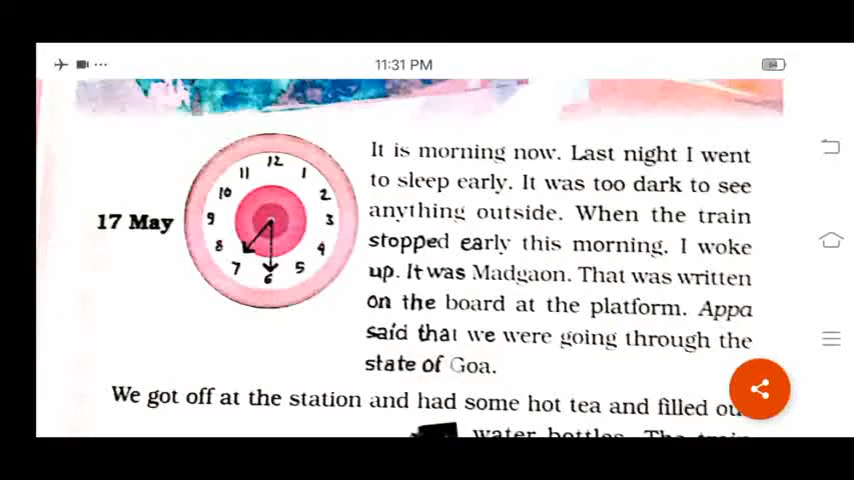 11:31 PM
64
12
11 1
10 2
17 May 9 3
8 4
7 5
6
It is morning now. Last night I went
to sleep early. It was too dark to see
anything outside. When the train
stopped early this morning. I woke
up. It was Madgaon. That was written
on the board at the platform. Appa
said that we were going through the
state of Goa.
We got off at the station and had some hot tea and filled ou
water bottles. The train